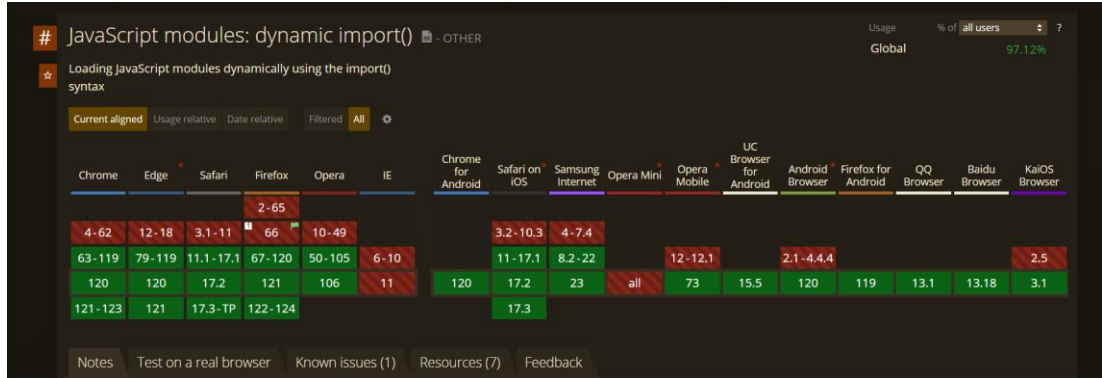 # JavaScript modules: dynamic import() - OTHER
Usage % of all users ?
Global 97.12%
Loading JavaScript modules dynamically using the import()
syntax
Current aligned Usage relative Date relative Filtered All
Chrome Edge * Safari Firefox Opera IE Chrome for Android Safari on iOS * Samsung Internet Opera Mini * Opera Mobile * UC Browser for Android Android Browser * Firefox for Android QQ Browser Baidu Browser KaiOS Browser
2-65
4-62 12-18 3.1-11 1 66 10-49 3.2-10.3 4-7.4
63-119 79-119 11.1-17.1 67-120 50-105 6-10 11-17.1 8.2-22 12-12.1 2.1-4.4.4 2.5
120 120 17.2 121 106 11 120 17.2 23 all 73 15.5 120 119 13.1 13.18 3.1
121-123 121 17.3-TP 122-124 17.3
Notes Test on a real browser Known issues (1) Resources (7) Feedback